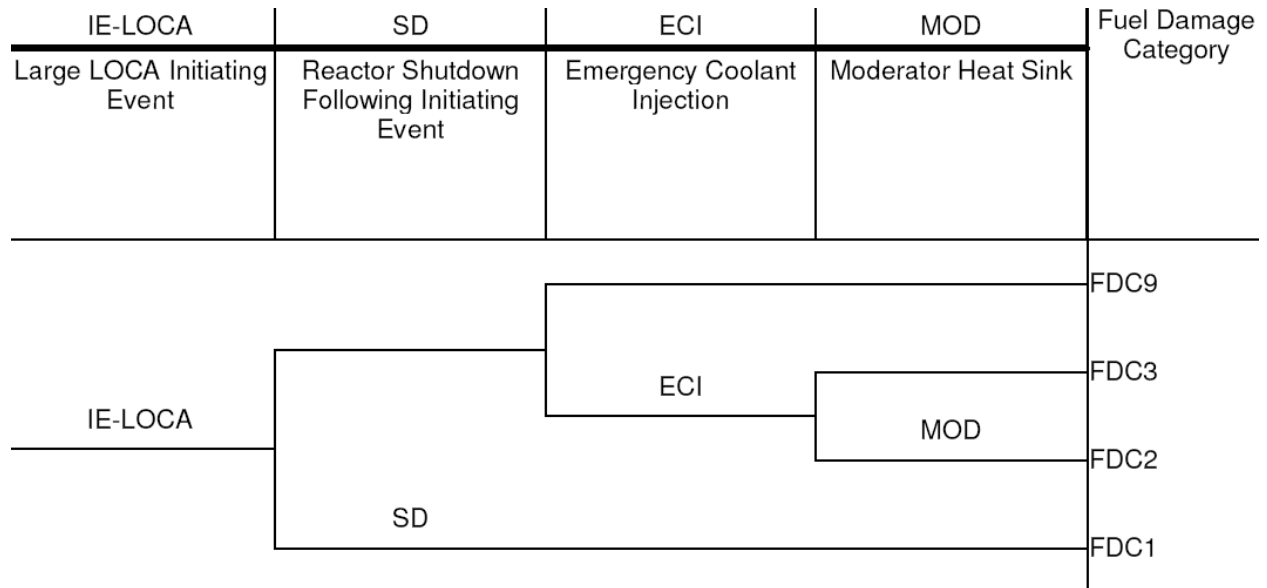 IE-LOCA
SD
ECI
MOD
Fuel Damage
Category
Large LOCA Initiating
Event
Reactor Shutdown
Following Initiating
Event
Emergency Coolant
Injection
Moderator Heat Sink
FDC9
FDC3
ECI
IE-LOCA
MOD
FDC2
SD
FDC1